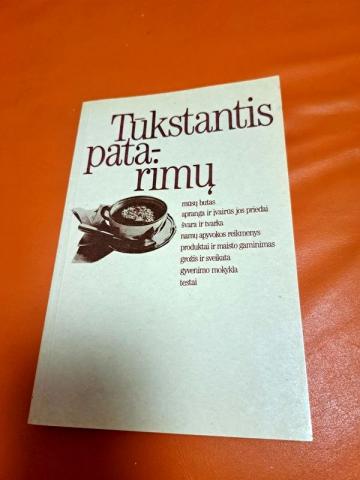 Tūkstantis
pata-
rimų
mūsų butas
apranga ir įvairūs jos priedai
švara ir tvarka
namų apyvokos reikmenys
produktai ir maisto gaminimas
grožis ir sveikata
gyvenimo mokykla
testai